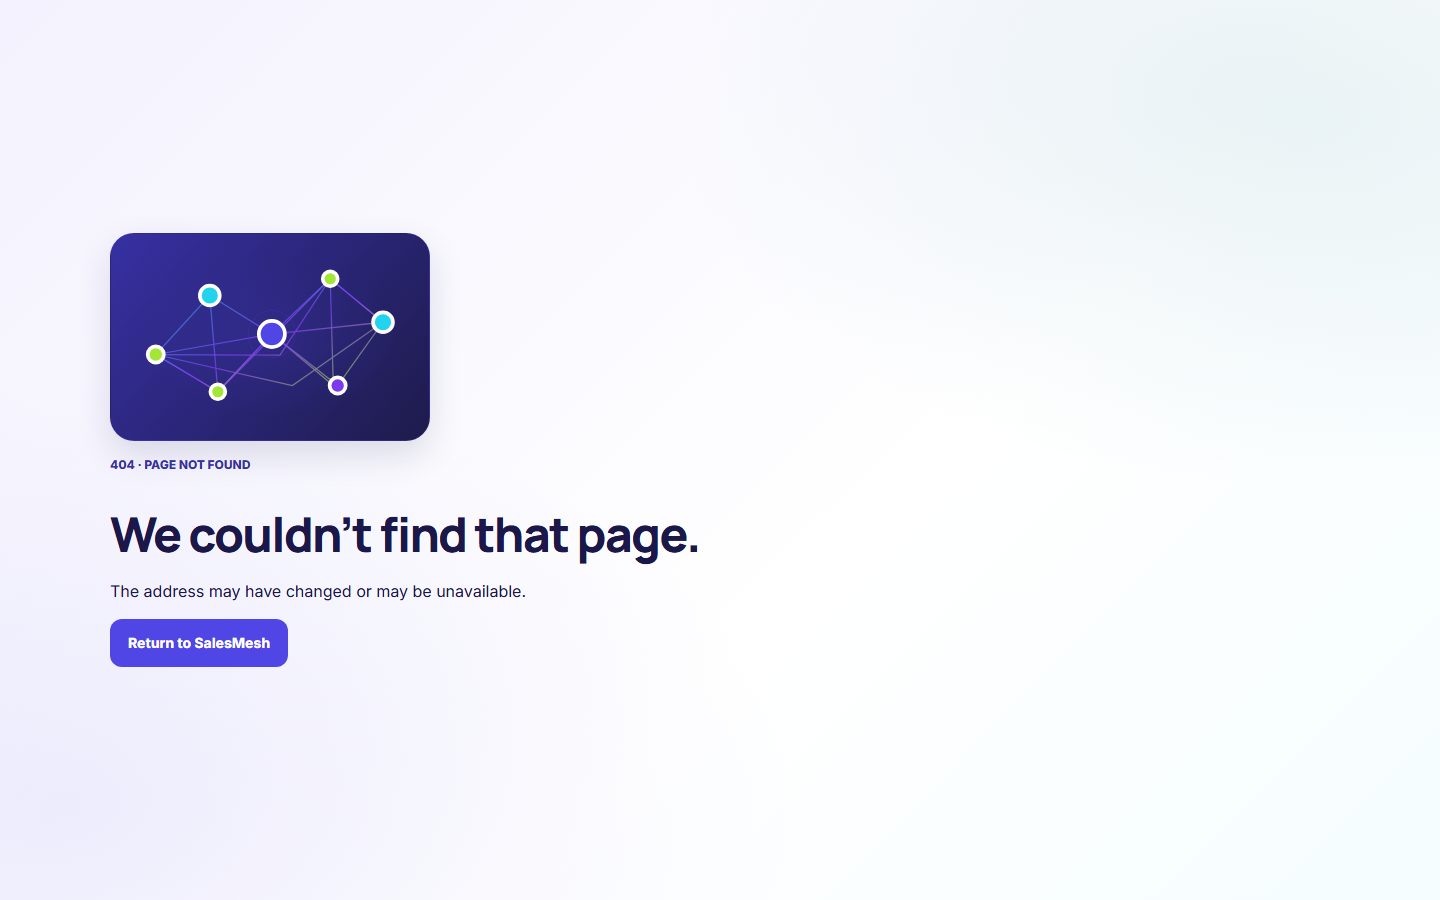 404 · PAGE NOT FOUND
We couldn’t find that page.
The address may have changed or may be unavailable.
Return to SalesMesh